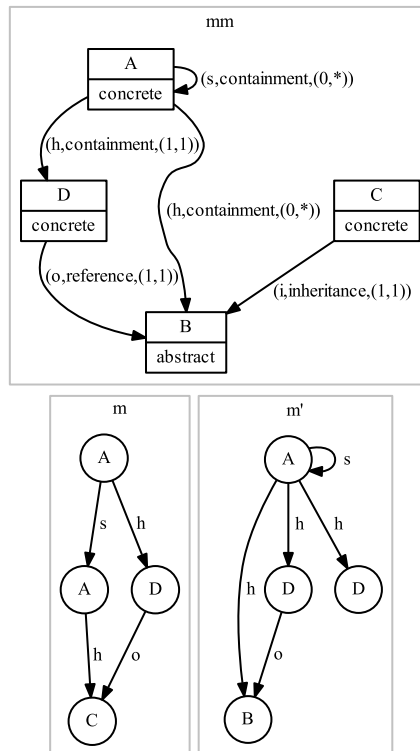 mm
A
concrete
(s,containment,(0,*))
(h,containment,(1,1))
D
concrete
C
concrete
(h,containment,(0,*))
(o,reference,(1,1))
(i,inheritance,(1,1))
B
abstract
m
A
s
h
A
D
h
o
C
m'
A
s
h
h
h
D
D
o
B